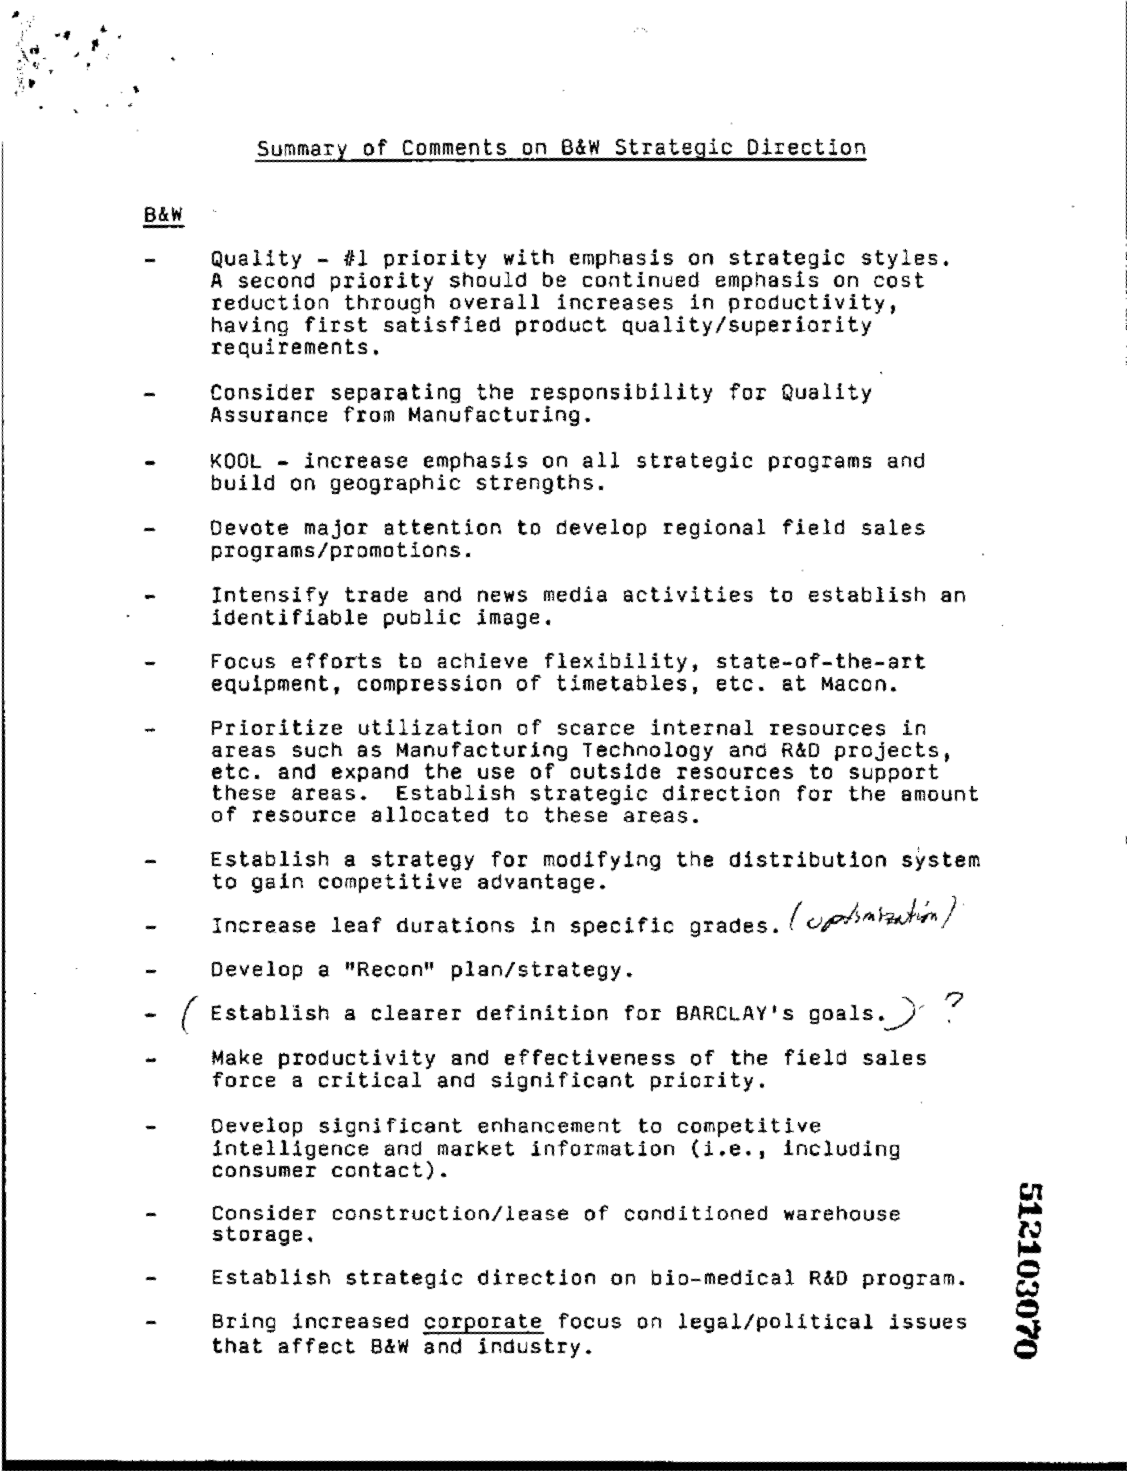 Summary of Comments on B&W Strategic Direction
B&W
- Quality - #1 priority with emphasis on strategic styles.
A second priority should be continued emphasis on cost
reduction through overall increases in productivity,
having first satisfied product quality/superiority
requirements.
- Consider separating the responsibility for Quality
Assurance from Manufacturing.
- KOOL - increase emphasis on all strategic programs and
build on geographic strengths.
- Devote major attention to develop regional field sales
programs/promotions.
- Intensify trade and news media activities to establish an
identifiable public image.
- Focus efforts to achieve flexibility, state-of-the-art
equipment, compression of timetables, etc. at Macon.
- Prioritize utilization of scarce internal resources in
areas such as Manufacturing Technology and R&D projects,
etc. and expand the use of outside resources to support
these areas. Establish strategic direction for the amount
of resource allocated to these areas.
- Establish a strategy for modifying the distribution system
to gain competitive advantage.
- Increase leaf durations in specific grades. (optimization)
- Develop a "Recon" plan/strategy.
- (Establish a clearer definition for BARCLAY's goals.) ?
- Make productivity and effectiveness of the field sales
force a critical and significant priority.
- Develop significant enhancement to competitive
intelligence and market information (i.e., including
consumer contact).
- Consider construction/lease of conditioned warehouse
storage.
- Establish strategic direction on bio-medical R&D program.
- Bring increased corporate focus on legal/political issues
that affect B&W and industry.
512103070